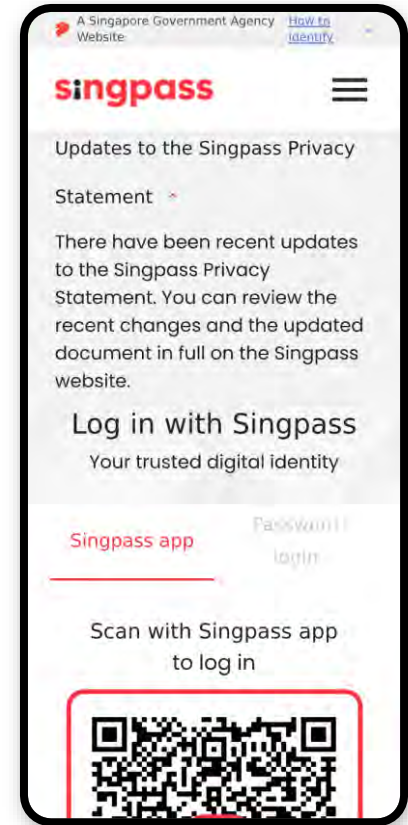 A Singapore Government Agency How to
Website identify
singpass
Updates to the Singpass Privacy
Statement
There have been recent updates
to the Singpass Privacy
Statement. You can review the
recent changes and the updated
document in full on the Singpass
website.
Log in with Singpass
Your trusted digital identity
Singpass app
Password
login
Scan with Singpass app
to log in